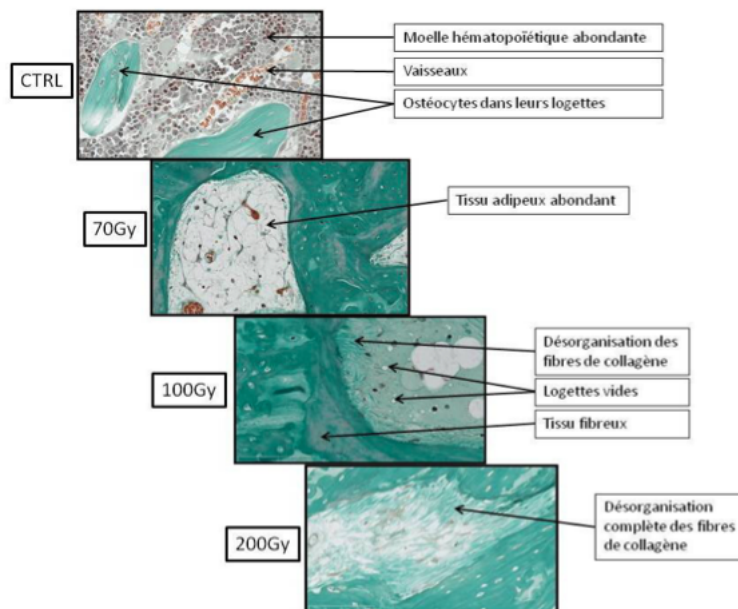 CTRL
Moelle hématopoïétique abondante
Vaisseaux
Ostéocytes dans leurs logettes
70Gy
Tissu adipeux abondant
100Gy
Désorganisation des
fibres de collagène
Logettes vides
Tissu fibreux
200Gy
Désorganisation
complète des fibres
de collagène